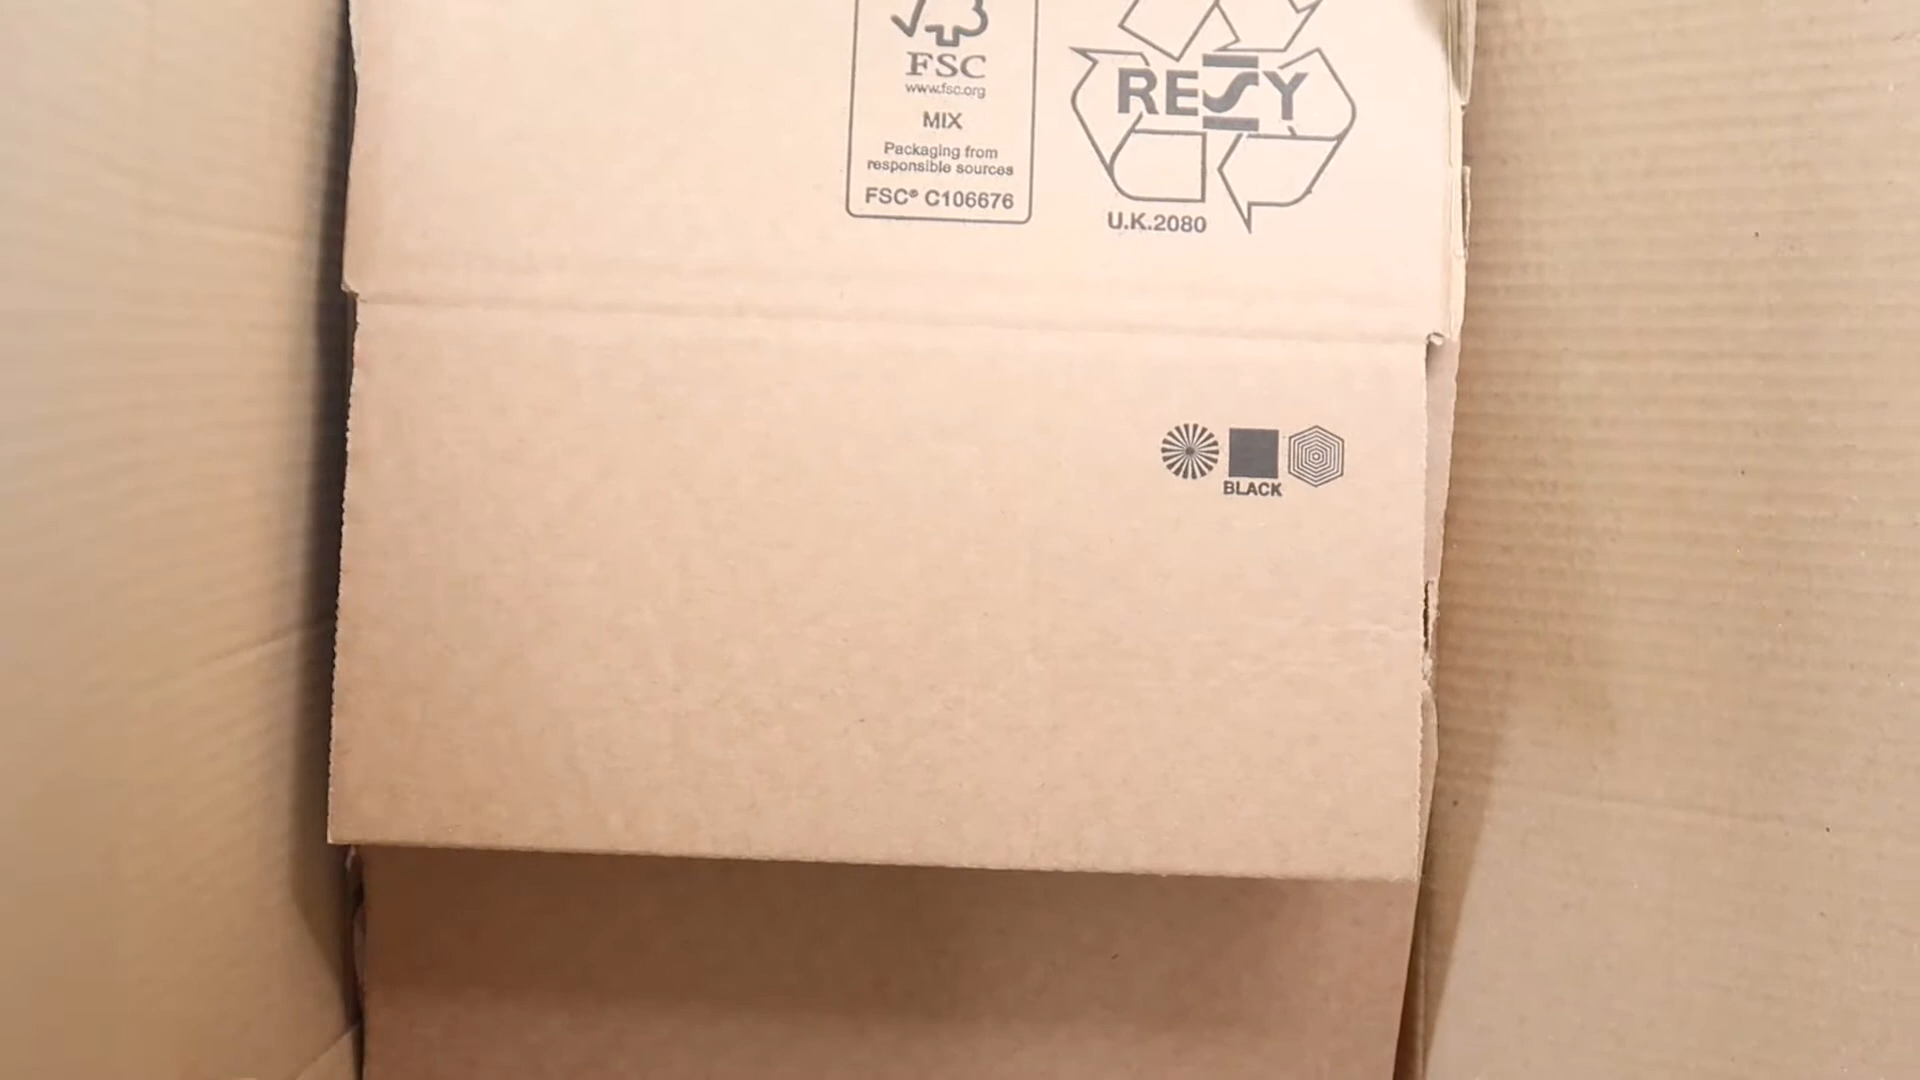 FSC
www.fsc.org
MIX
Packaging from
responsible sources
FSC® C106676
RESY
U.K.2080
BLACK